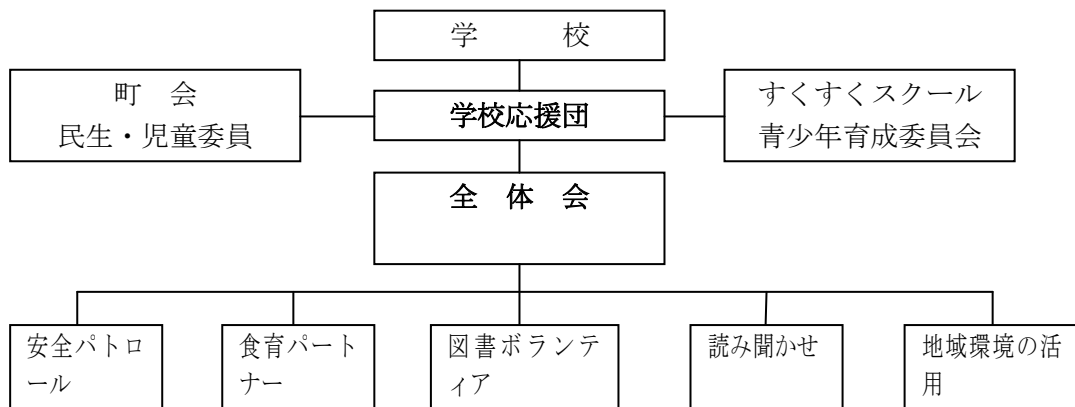 学　　校
町　会
民生・児童委員
学校応援団
すくすくスクール
青少年育成委員会
全　体　会
安全パトロ
ール
食育パート
ナー
図書ボランテ
ィア
読み聞かせ
地域環境の活
用